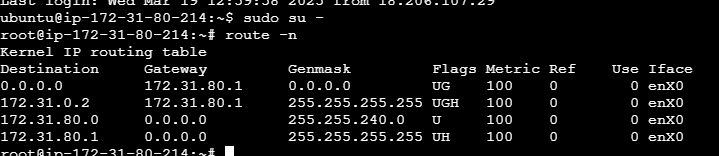 Last login: Wed Mar 19 12:59:58 2025 from 18.206.107.29
ubuntu@ip-172-31-80-214:~$ sudo su -
root@ip-172-31-80-214:~# route -n
Kernel IP routing table
Destination     Gateway         Genmask         Flags Metric Ref    Use Iface
0.0.0.0         172.31.80.1     0.0.0.0         UG    100    0        0 enX0
172.31.0.2      172.31.80.1     255.255.255.255 UGH   100    0        0 enX0
172.31.80.0     0.0.0.0         255.255.240.0   U     100    0        0 enX0
172.31.80.1     0.0.0.0         255.255.255.255 UH    100    0        0 enX0
root@ip-172-31-80-214:~#